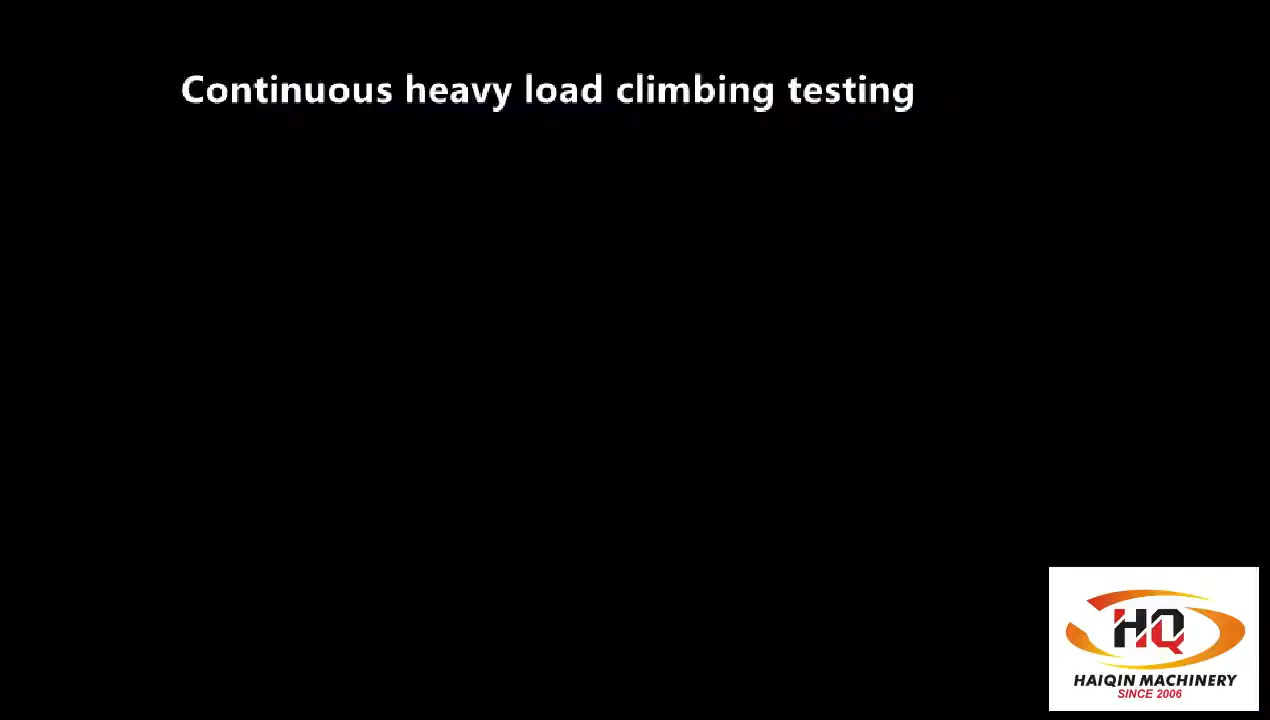 Continuous heavy load climbing testing
HQ
HAIQIN MACHINERY
SINCE 2006